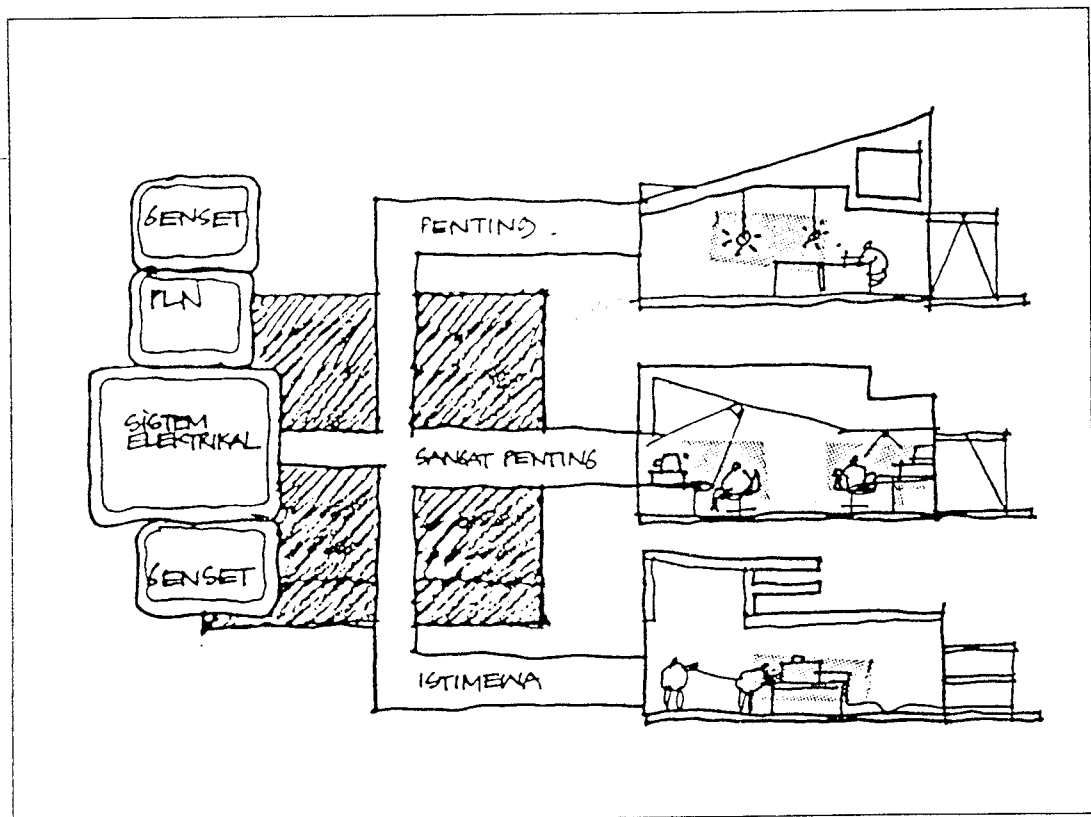 GENSET
PLN
SISTEM
ELEKTRIKAL
GENSET
PENTING.
SANGAT PENTING
ISTIMEWA